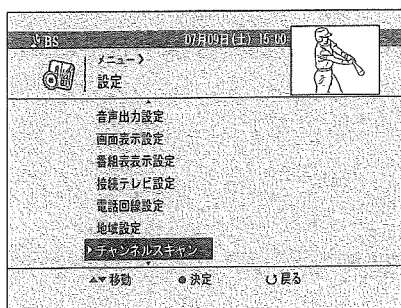 BS 07月09日(土) 15:00
メニュー〉
設定
音声出力設定
画面表示設定
番組表表示設定
接続テレビ設定
電話回線設定
地域設定
チャンネルスキャン
▲▼移動 ●決定 戻る